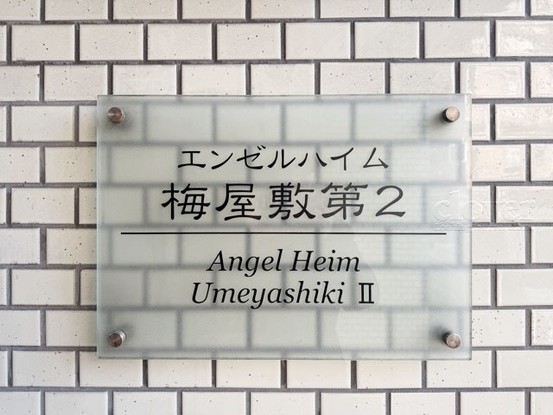 エンゼルハイム
梅屋敷第2
Angel Heim
Umeyashiki Ⅱ